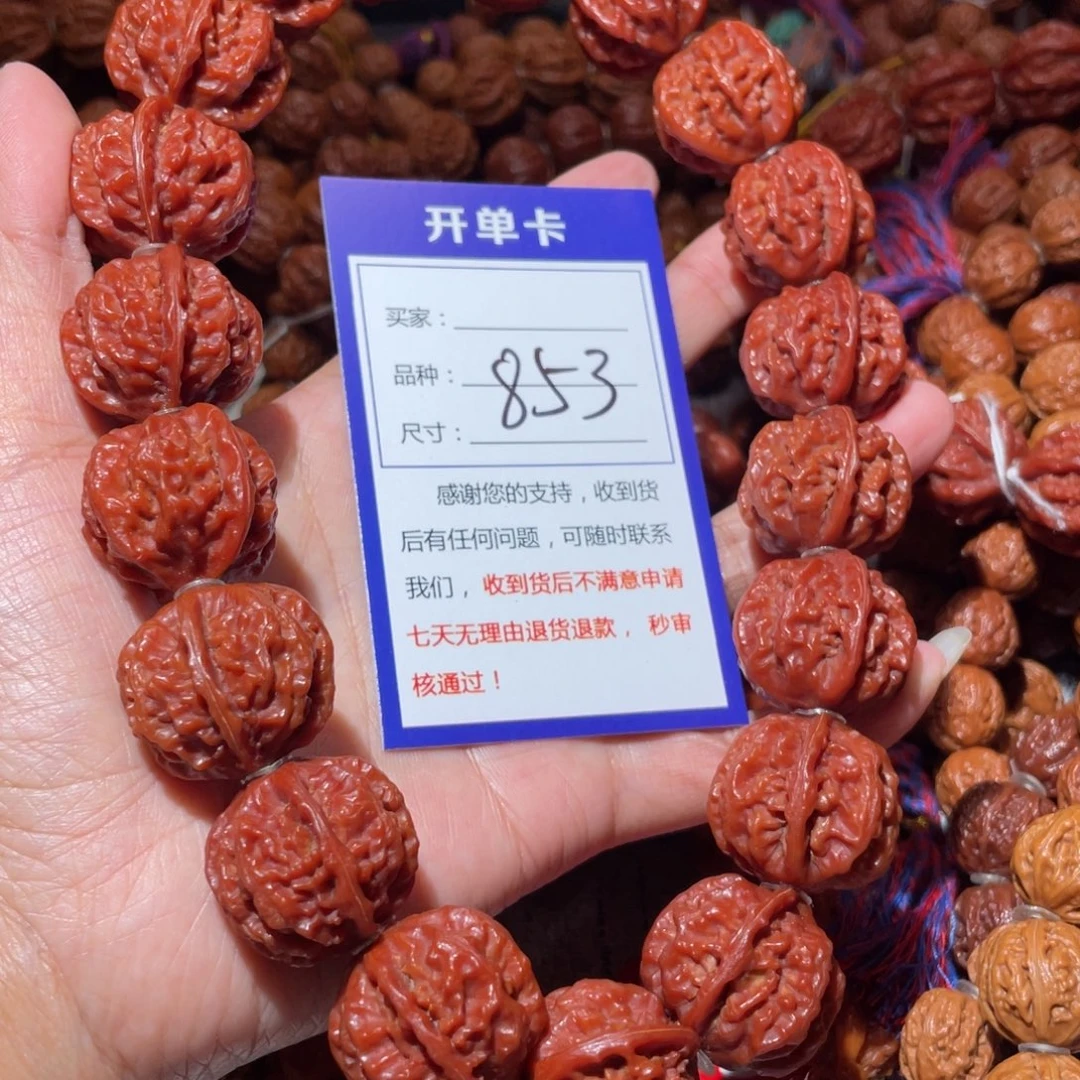 开单卡
买家：
品种：
853
尺寸：
感谢您的支持，收到货
后有任何问题，可随时联系
我们，收到货后不满意申请
七天无理由退货退款，秒审
核通过！